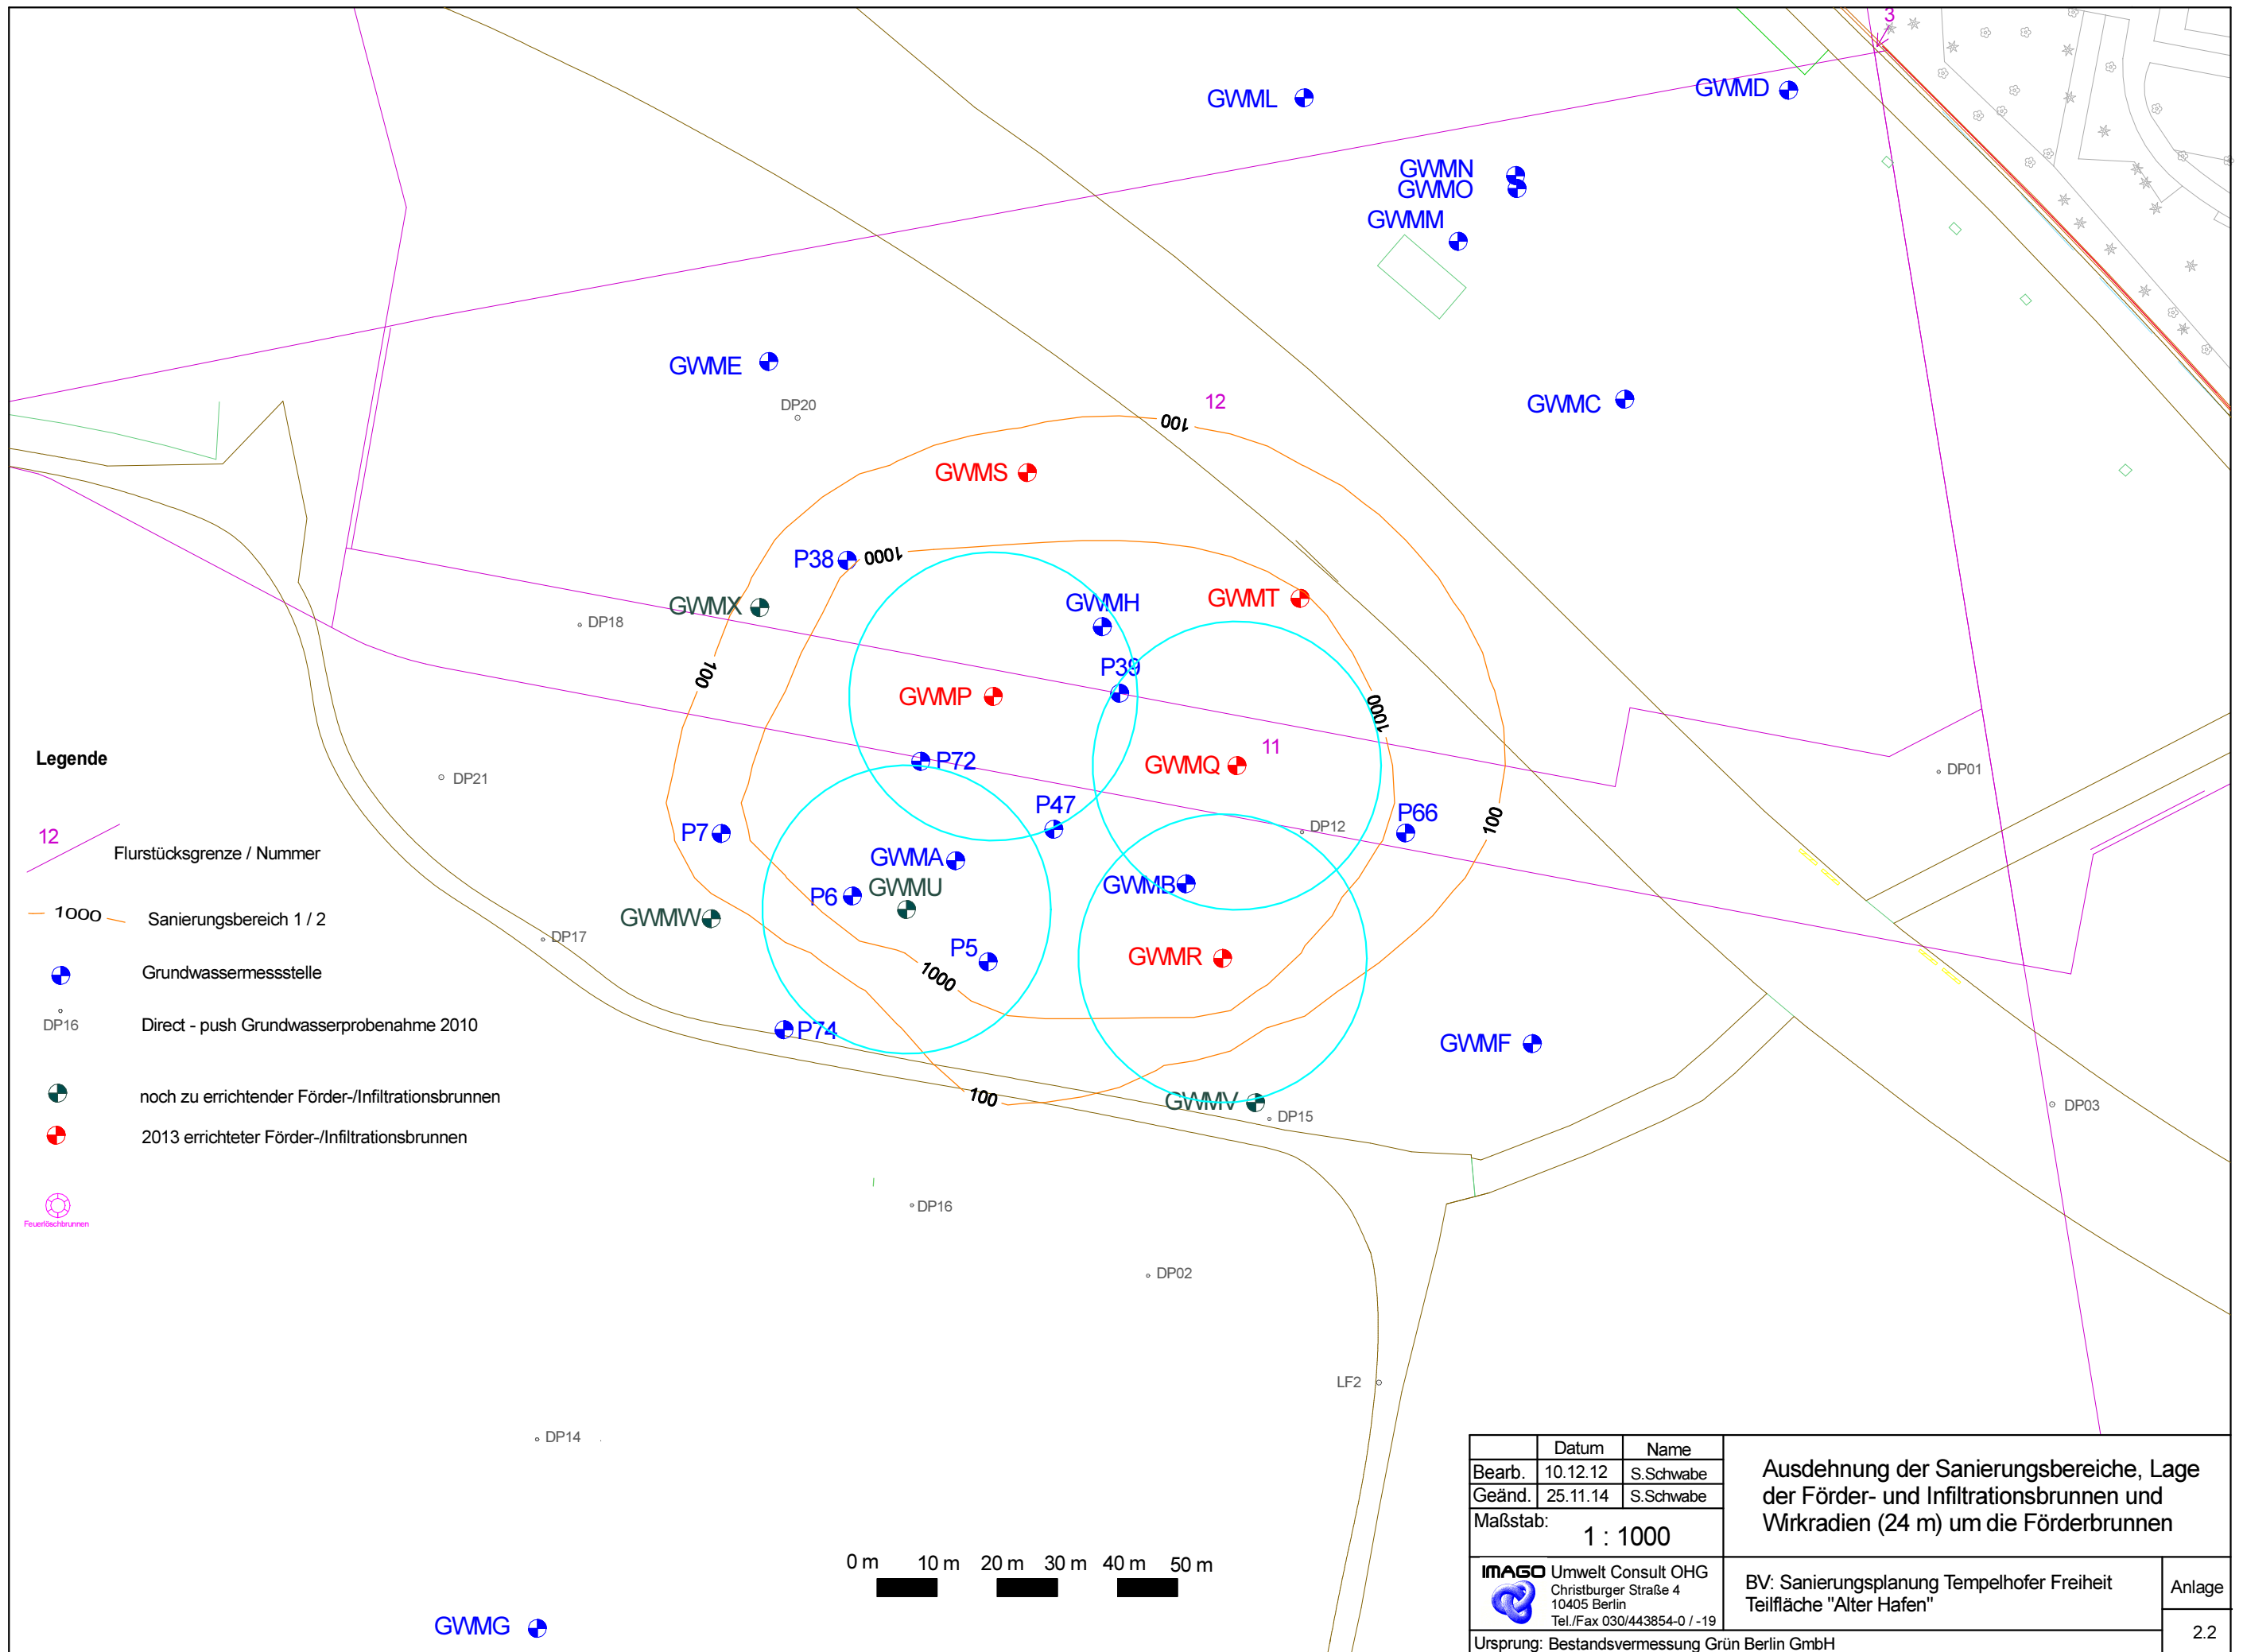 3
GWML
GWMD
GWMN
GWMO
GWMM
GWME
DP20
12
100
GWMC
GWMS
P38
1000
GWMX
DP18
GWMH
GWMT
P39
100
GWMP
1000
11
P72
GWMQ
DP01
DP21
P47
P7
DP12
P66
100
GWMA
GWMU
P6
GWMB
GWMW
DP17
P5
1000
GWMR
P74
GWMF
100
GWMV
DP15
DP03
DP16
DP02
LF2
DP14
GWMG
Legende
12
Flurstücksgrenze / Nummer
1000
Sanierungsbereich 1 / 2
Grundwassermessstelle
DP16
Direct - push Grundwasserprobenahme 2010
noch zu errichtender Förder-/Infiltrationsbrunnen
2013 errichteter Förder-/Infiltrationsbrunnen
Feuerlöschbrunnen
0 m 10 m 20 m 30 m 40 m 50 m
Datum Name
Bearb. 10.12.12 S.Schwabe
Geänd. 25.11.14 S.Schwabe
Maßstab:
1 : 1000
Ausdehnung der Sanierungsbereiche, Lage
der Förder- und Infiltrationsbrunnen und
Wirkradien (24 m) um die Förderbrunnen
IMAGO Umwelt Consult OHG
Christburger Straße 4
10405 Berlin
Tel./Fax 030/443854-0 / -19
BV: Sanierungsplanung Tempelhofer Freiheit
Teilfläche "Alter Hafen"
Anlage
2.2
Ursprung: Bestandsvermessung Grün Berlin GmbH